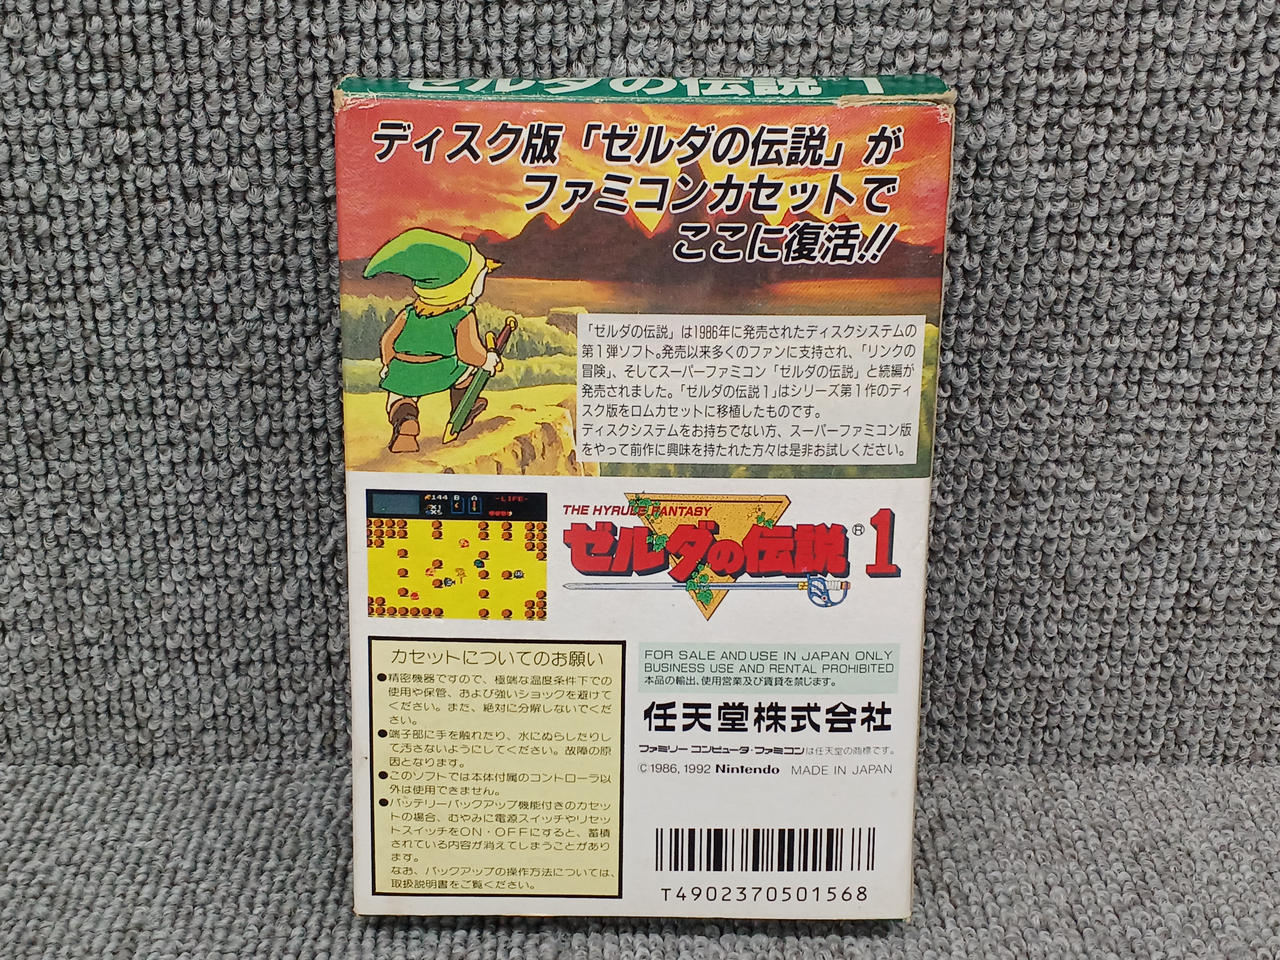 ゼルダの伝説 1
ディスク版「ゼルダの伝説」が
ファミコンカセットで
ここに復活!!
「ゼルダの伝説」は1986年に発売されたディスクシステムの
第1弾ソフト。発売以来多くのファンに支持され、「リンクの
冒険」、そしてスーパーファミコン「ゼルダの伝説」と続編が
発売されました。「ゼルダの伝説1」はシリーズ第1作のディ
スク版をロムカセットに移植したものです。
ディスクシステムをお持ちでない方、スーパーファミコン版
をやって前作に興味を持たれた方々は是非お試しください。
144 B A -LIFE-
X1
X5
THE HYRULE FANTASY
ゼルダの伝説®1
カセットについてのお願い
●精密機器ですので、極端な温度条件下での
使用や保管、および強いショックを避けて
ください。また、絶対に分解しないでくだ
さい。
●端子部に手を触れたり、水にぬらしたりし
て汚さないようにしてください。故障の原
因となります。
●このソフトでは本体付属のコントローラ以
外は使用できません。
●バッテリーバックアップ機能付きのカセッ
トの場合、むやみに電源スイッチやリセッ
トスイッチをON・OFFにすると、蓄積
されている内容が消えてしまうことがあり
ます。
なお、バックアップの操作方法については、
取扱説明書をご覧ください。
FOR SALE AND USE IN JAPAN ONLY
BUSINESS USE AND RENTAL PROHIBITED
本品の輸出、使用営業及び賃貸を禁じます。
任天堂株式会社
ファミリーコンピュータ・ファミコンは任天堂の商標です。
©1986, 1992 Nintendo MADE IN JAPAN
T4902370501568